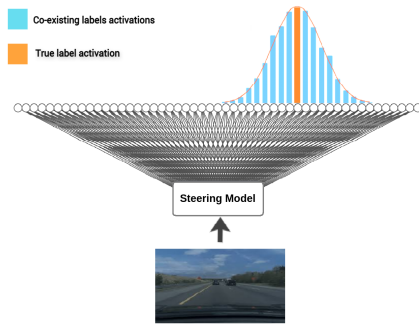 Co-existing labels activations
True label activation
Steering Model